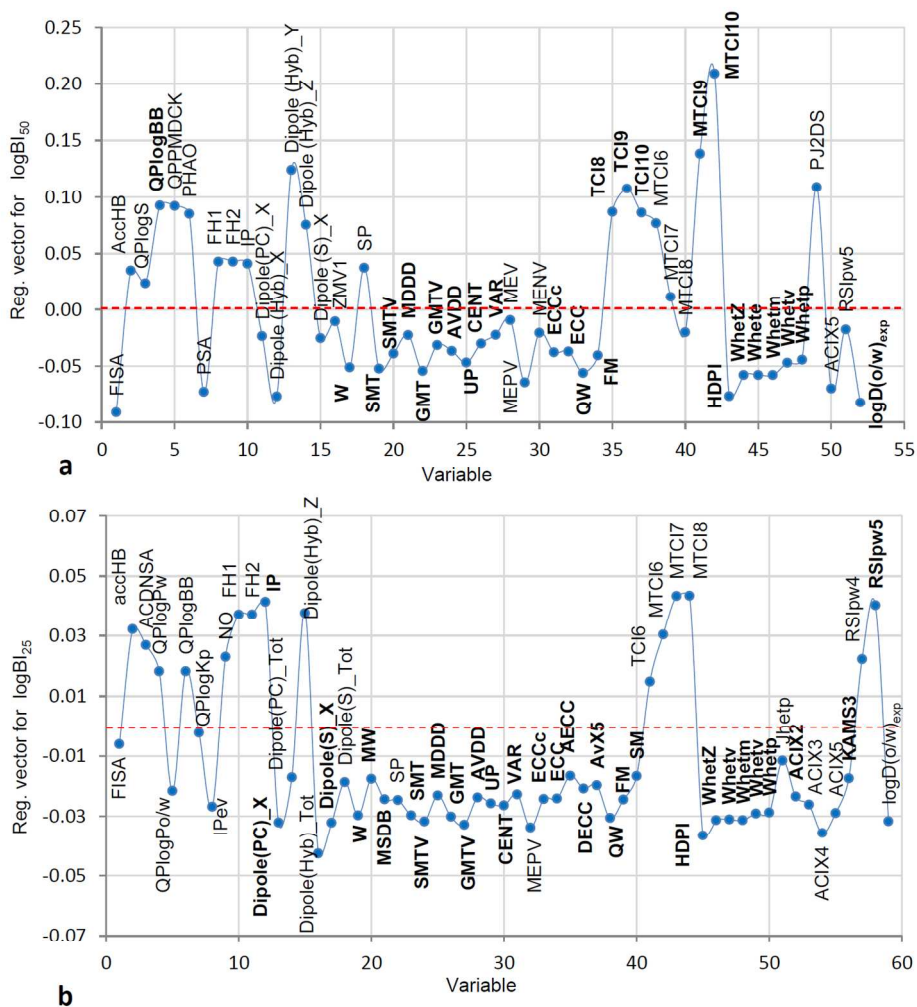 0.25
0.20
0.15
0.10
0.05
0.00
-0.05
-0.10
Reg. vector for logBI50
FISA
AccHB
QPlogS
QPlogBB
QPPMDCK
PHAO
PSA
FH1
FH2
IP
Dipole(PC)_X
Dipole (Hyb)_X
Dipole (Hyb)_Y
Dipole (Hyb)_Z
Dipole (S)_X
ZMV1
W
SP
SMT
SMTV
MDDD
GMT
GMTV
AVDD
UP
CENT
VAR
MEV
MEPV
MENV
ECCc
ECC
QW
FM
TCI8
TCI9
TCI10
MTCI6
MTCI7
MTCI8
MTCI9
MTCI10
HDPI
WhetZ
Whete
Whetm
Whetv
Whetp
PJ2DS
ACIX5
RSIpw5
logD(o/w)exp
0 5 10 15 20 25 30 35 40 45 50 55
Variable
a
0.07
0.05
0.03
0.01
-0.01
-0.03
-0.05
-0.07
Reg. vector for logBI25
FISA
accHB
ACDNSA
QPlogPw
QPlogPo/w
QPlogBB
QPlogKp
IPev
NO
FH1
FH2
IP
Dipole(PC)_X
Dipole(PC)_Tot
Dipole(Hyb)_Z
Dipole(Hyb)_Tot
Dipole(S)_X
Dipole(S)_Tot
W
MW
MSDB
SP
SMT
SMTV
MDDD
GMT
GMTV
AVDD
UP
CENT
VAR
MEPV
ECCc
ECC
AECC
DECC
AvX5
QW
FM
SM
TCI6
MTCI6
MTCI7
MTCI8
HDPI
WhetZ
Whetv
Whetm
Whetv
Whetp
Jhetp
ACIX2
ACIX3
ACIX4
ACIX5
KAMS3
RSIpw4
RSIpw5
logD(o/w)exp
0 10 20 30 40 50 60
Variable
b